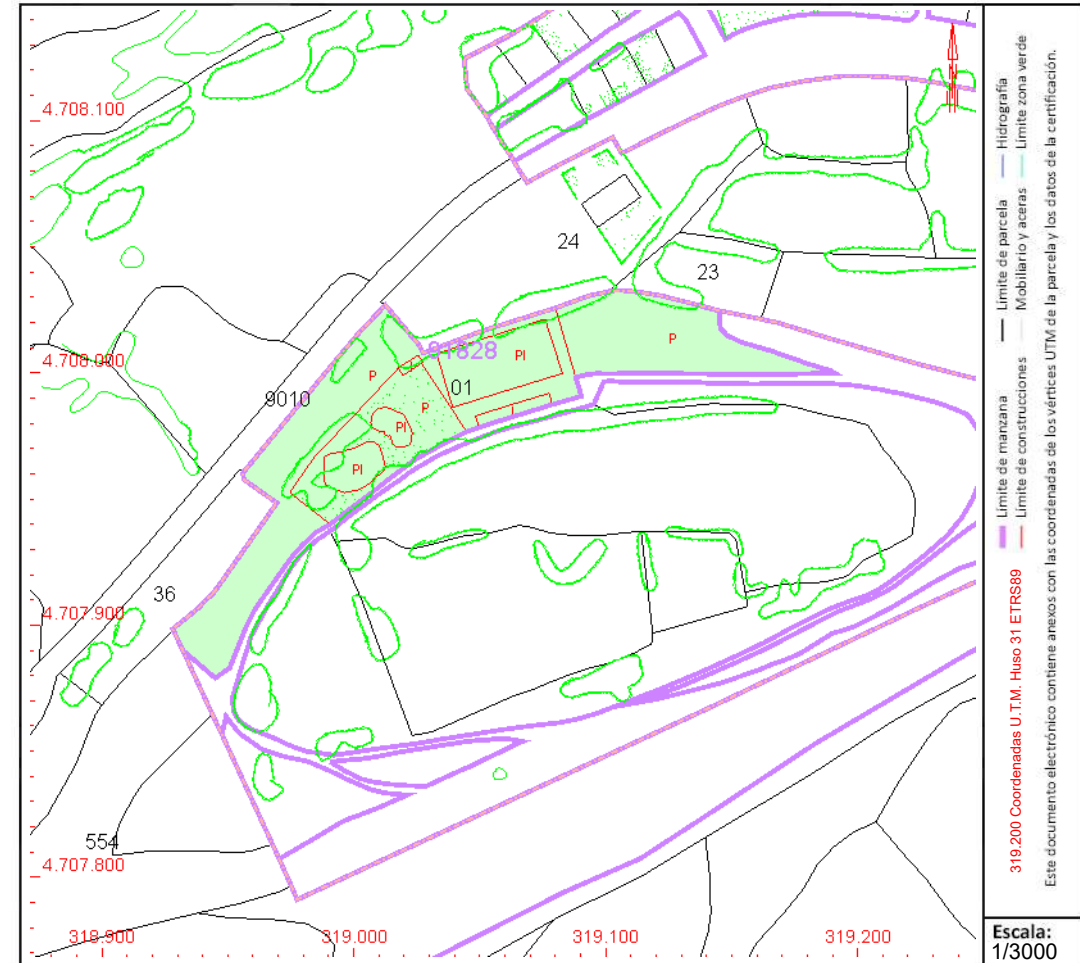 4.708.100
24
23
4.708.000
91828
P
PI
P
9010
01
P
PI
PI
36
4.707.900
554
4.707.800
318.900
319.000
319.100
319.200
319.200 Coordenadas U.T.M. Huso 31 ETRS89
Límite de manzana
Límite de parcela
Hidrografía
Límite de construcciones
Mobiliario y aceras
Límite zona verde
Este documento electrónico contiene anexos con las coordenadas de los vértices UTM de la parcela y los datos de la certificación.
Escala:
1/3000